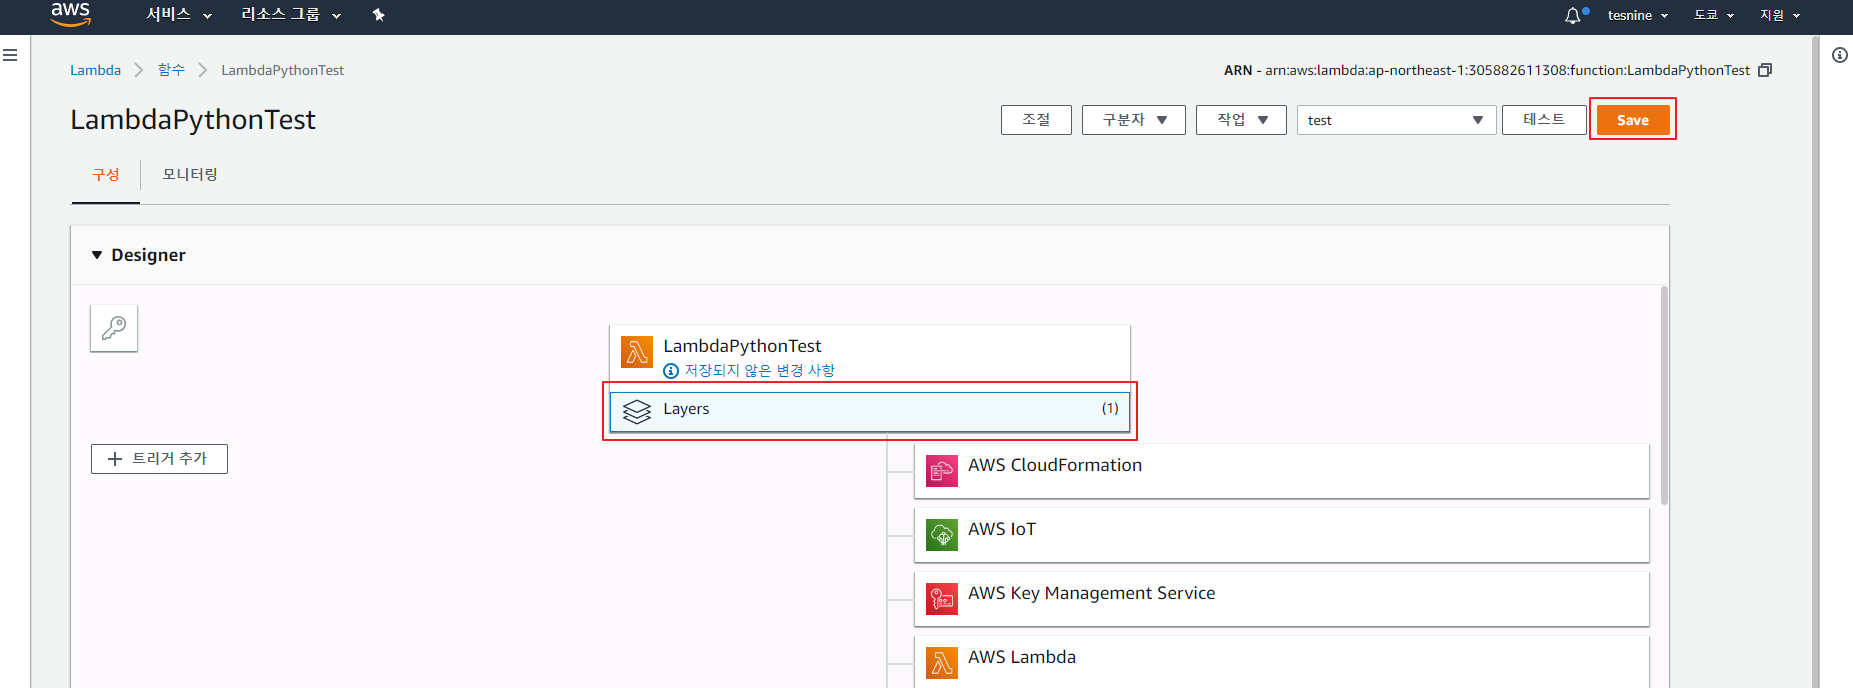 aws 서비스 리소스 그룹 tesnine 도쿄 지원
Lambda 함수 LambdaPythonTest ARN - arn:aws:lambda:ap-northeast-1:305882611308:function:LambdaPythonTest
LambdaPythonTest 조절 구분자 작업 test 테스트 Save
구성 모니터링
Designer
LambdaPythonTest
저장되지 않은 변경 사항
Layers (1)
트리거 추가
AWS CloudFormation
AWS IoT
AWS Key Management Service
AWS Lambda